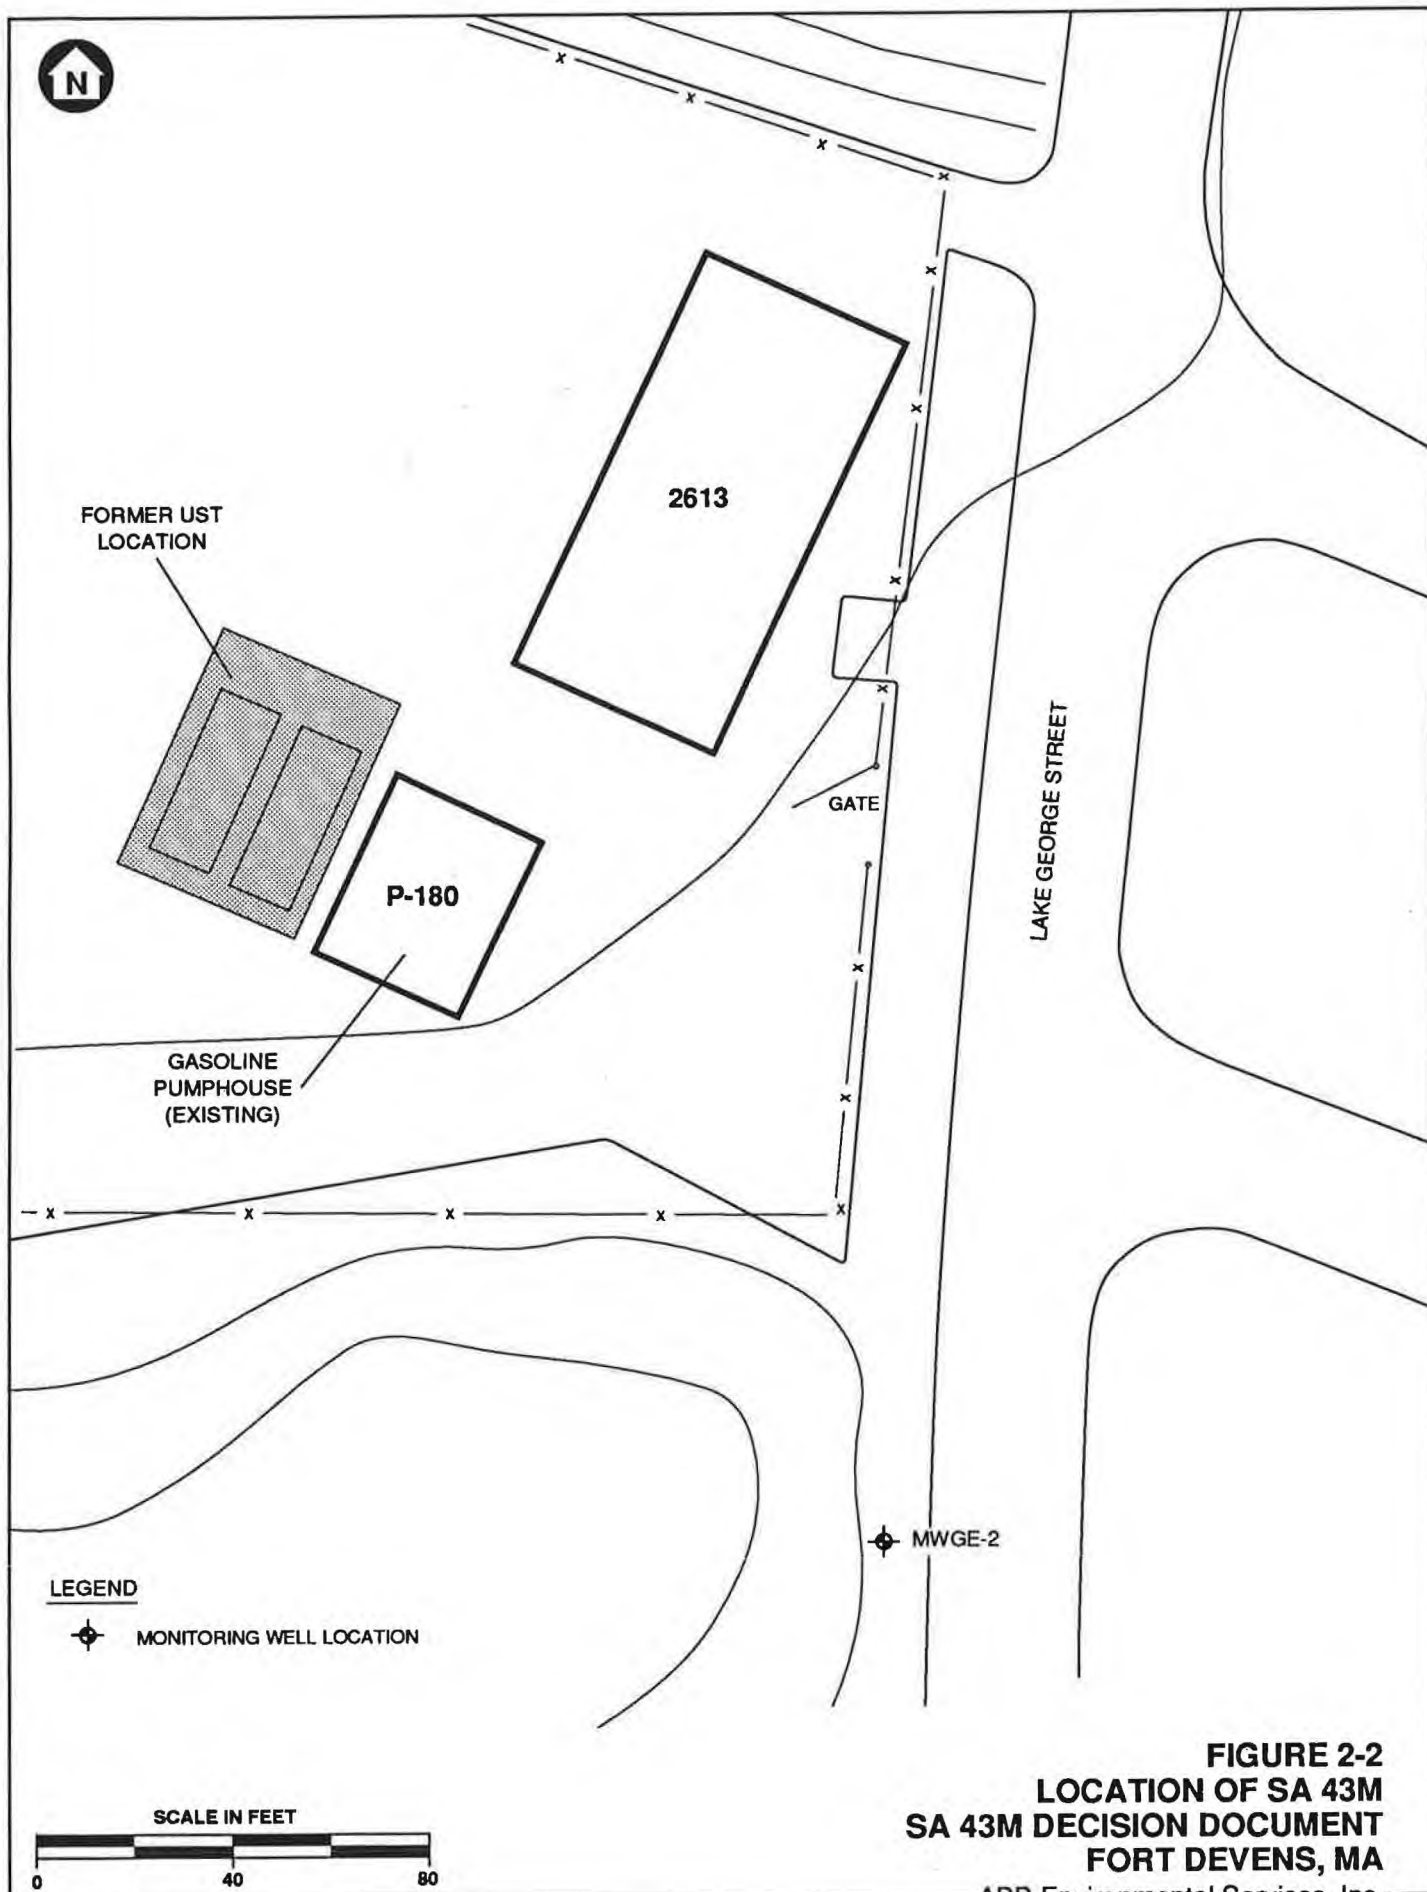 N
2613
FORMER UST
LOCATION
GATE
LAKE GEORGE STREET
P-180
GASOLINE
PUMPHOUSE
(EXISTING)
MWGE-2
LEGEND
MONITORING WELL LOCATION
FIGURE 2-2
LOCATION OF SA 43M
SA 43M DECISION DOCUMENT
FORT DEVENS, MA
SCALE IN FEET
0 40 80